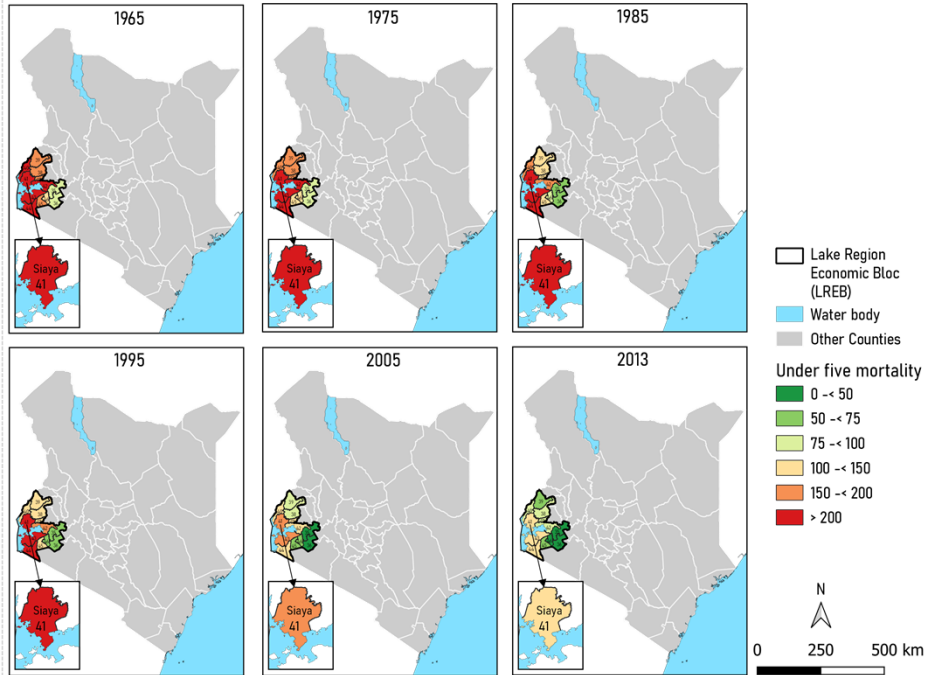 1965
1975
1985
Siaya
41
Siaya
41
Siaya
41
1995
2005
2013
Siaya
41
Siaya
41
Siaya
41
Lake Region
Economic Bloc
(LREB)
Water body
Other Counties
Under five mortality
0 -< 50
50 -< 75
75 -< 100
100 -< 150
150 -< 200
> 200
N
0 250 500 km